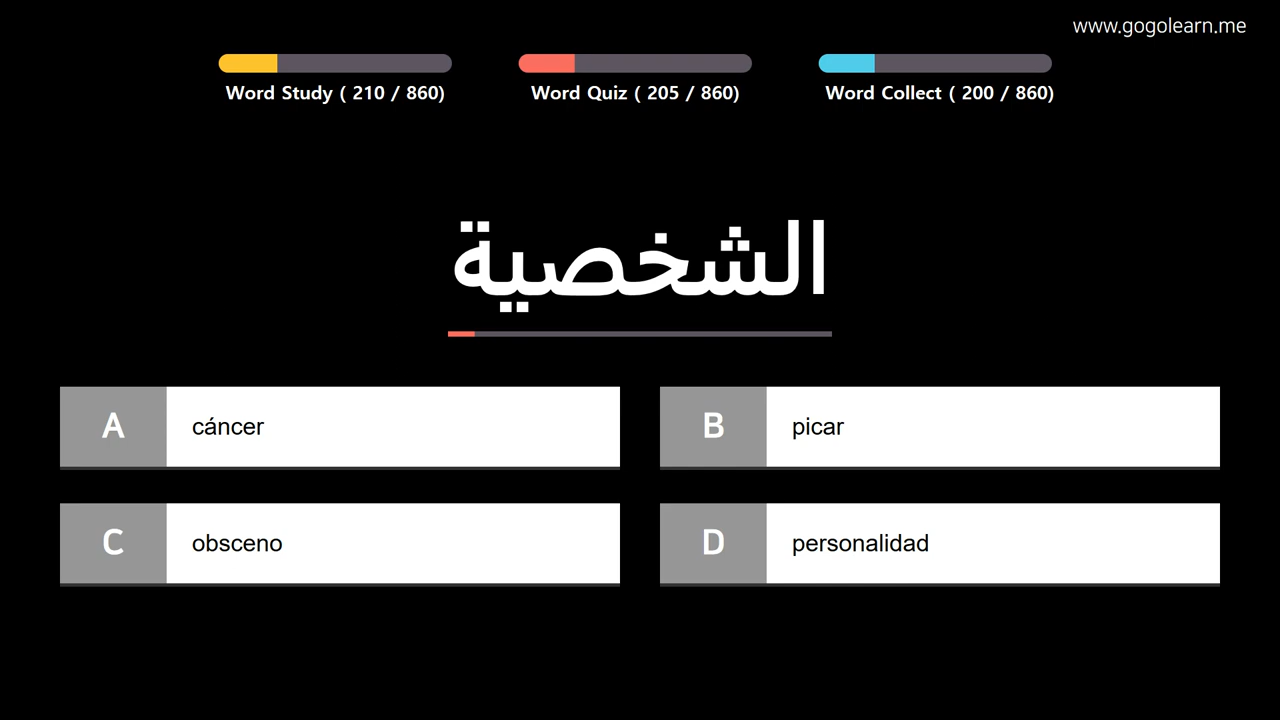 www.gogolearn.me
Word Study ( 210 / 860)
Word Quiz ( 205 / 860)
Word Collect ( 200 / 860)
الشخصية
A cáncer
B picar
C obsceno
D personalidad